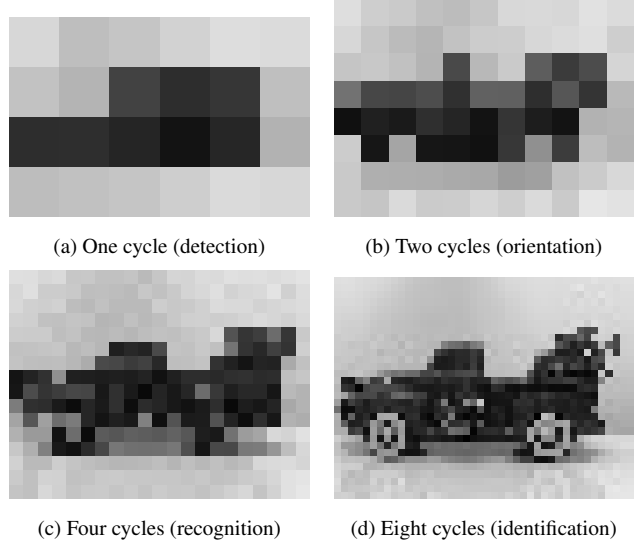 (a) One cycle (detection)
(b) Two cycles (orientation)
(c) Four cycles (recognition)
(d) Eight cycles (identification)